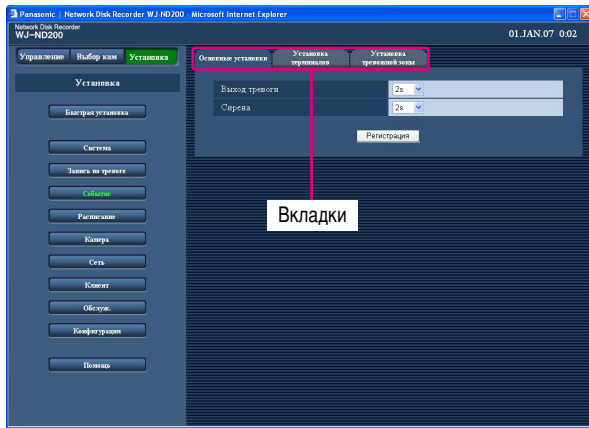 Panasonic | Network Disk Recorder WJ-ND200 - Microsoft Internet Explorer
Network Disk Recorder
WJ-ND200
01.JAN.07 0:02
Управление Выбор кам Установка
Основные установки Установка терминалов Установка тревожной зоны
Установка
Выход тревоги 2s
Быстрая установка
Сирена 2s
Регистрация
Система
Запись по тревоге
Событие
Расписание
Вкладки
Камера
Сеть
Клиент
Обслуж.
Конфигурация
Помощь